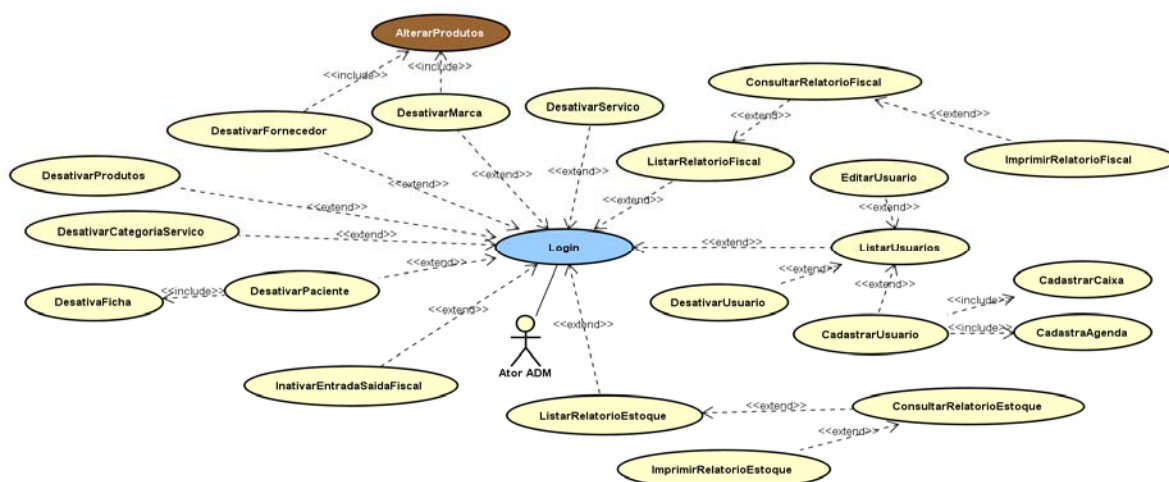 AlterarProdutos
<<include>>
<<include>>
ConsultarRelatorioFiscal
DesativarServico
DesativarMarca
<<extend>>
<<extend>>
DesativarFornecedor
ListarRelatorioFiscal
ImprimirRelatorioFiscal
DesativarProdutos
<<extend>>
<<extend>>
<<extend>>
<<extend>>
EditarUsuario
<<extend>>
<<extend>>
DesativarCategoriaServico
<<extend>>
Login
<<extend>>
ListarUsuarios
<<extend>>
<<extend>>
DesativaFicha
<<include>>
DesativarPaciente
DesativarUsuario
<<extend>>
CadastrarCaixa
<<include>>
<<extend>>
<<extend>>
CadastrarUsuario
<<include>>
CadastraAgenda
Ator ADM
InativarEntradaSaidaFiscal
ListarRelatorioEstoque
<<extend>>
ConsultarRelatorioEstoque
<<extend>>
ImprimirRelatorioEstoque